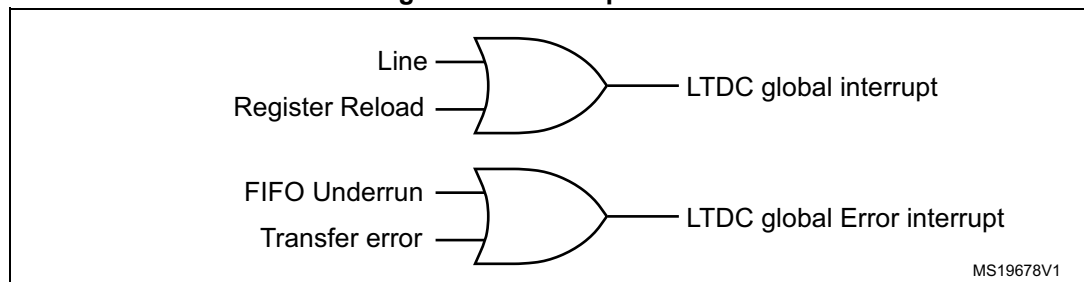 Line
Register Reload
LTDC global interrupt
FIFO Underrun
Transfer error
LTDC global Error interrupt
MS19678V1